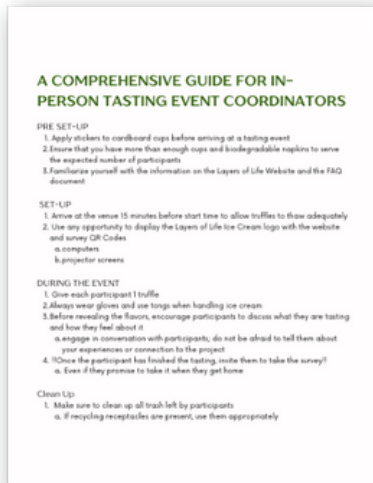 A COMPREHENSIVE GUIDE FOR IN-
PERSON TASTING EVENT COORDINATORS
PRE SET-UP
1. Apply stickers to cardboard cups before arriving at a tasting event
2. Ensure that you have more than enough cups and biodegradable napkins to serve
the expected number of participants
3. Familiarize yourself with the information on the Layers of Life Website and the FAQ
document
SET-UP
1. Arrive at the venue 15 minutes before start time to allow truffles to thaw adequately
2. Use any opportunity to display the Layers of Life Ice Cream logo with the website
and survey QR Codes
a. computers
b. projector screens
DURING THE EVENT
1. Give each participant 1 truffle
2. Always wear gloves and use tongs when handling ice cream
3. Before revealing the flavors, encourage participants to discuss what they are tasting
and how they feel about it
a. engage in conversation with participants, do not be afraid to tell them about
your experiences or connection to the project
4. !!Once the participant has finished the tasting, invite them to take the survey!!
a. Even if they promise to take it when they get home
Clean Up
1. Make sure to clean up all trash left by participants
a. If recycling receptacles are present, use them appropriately